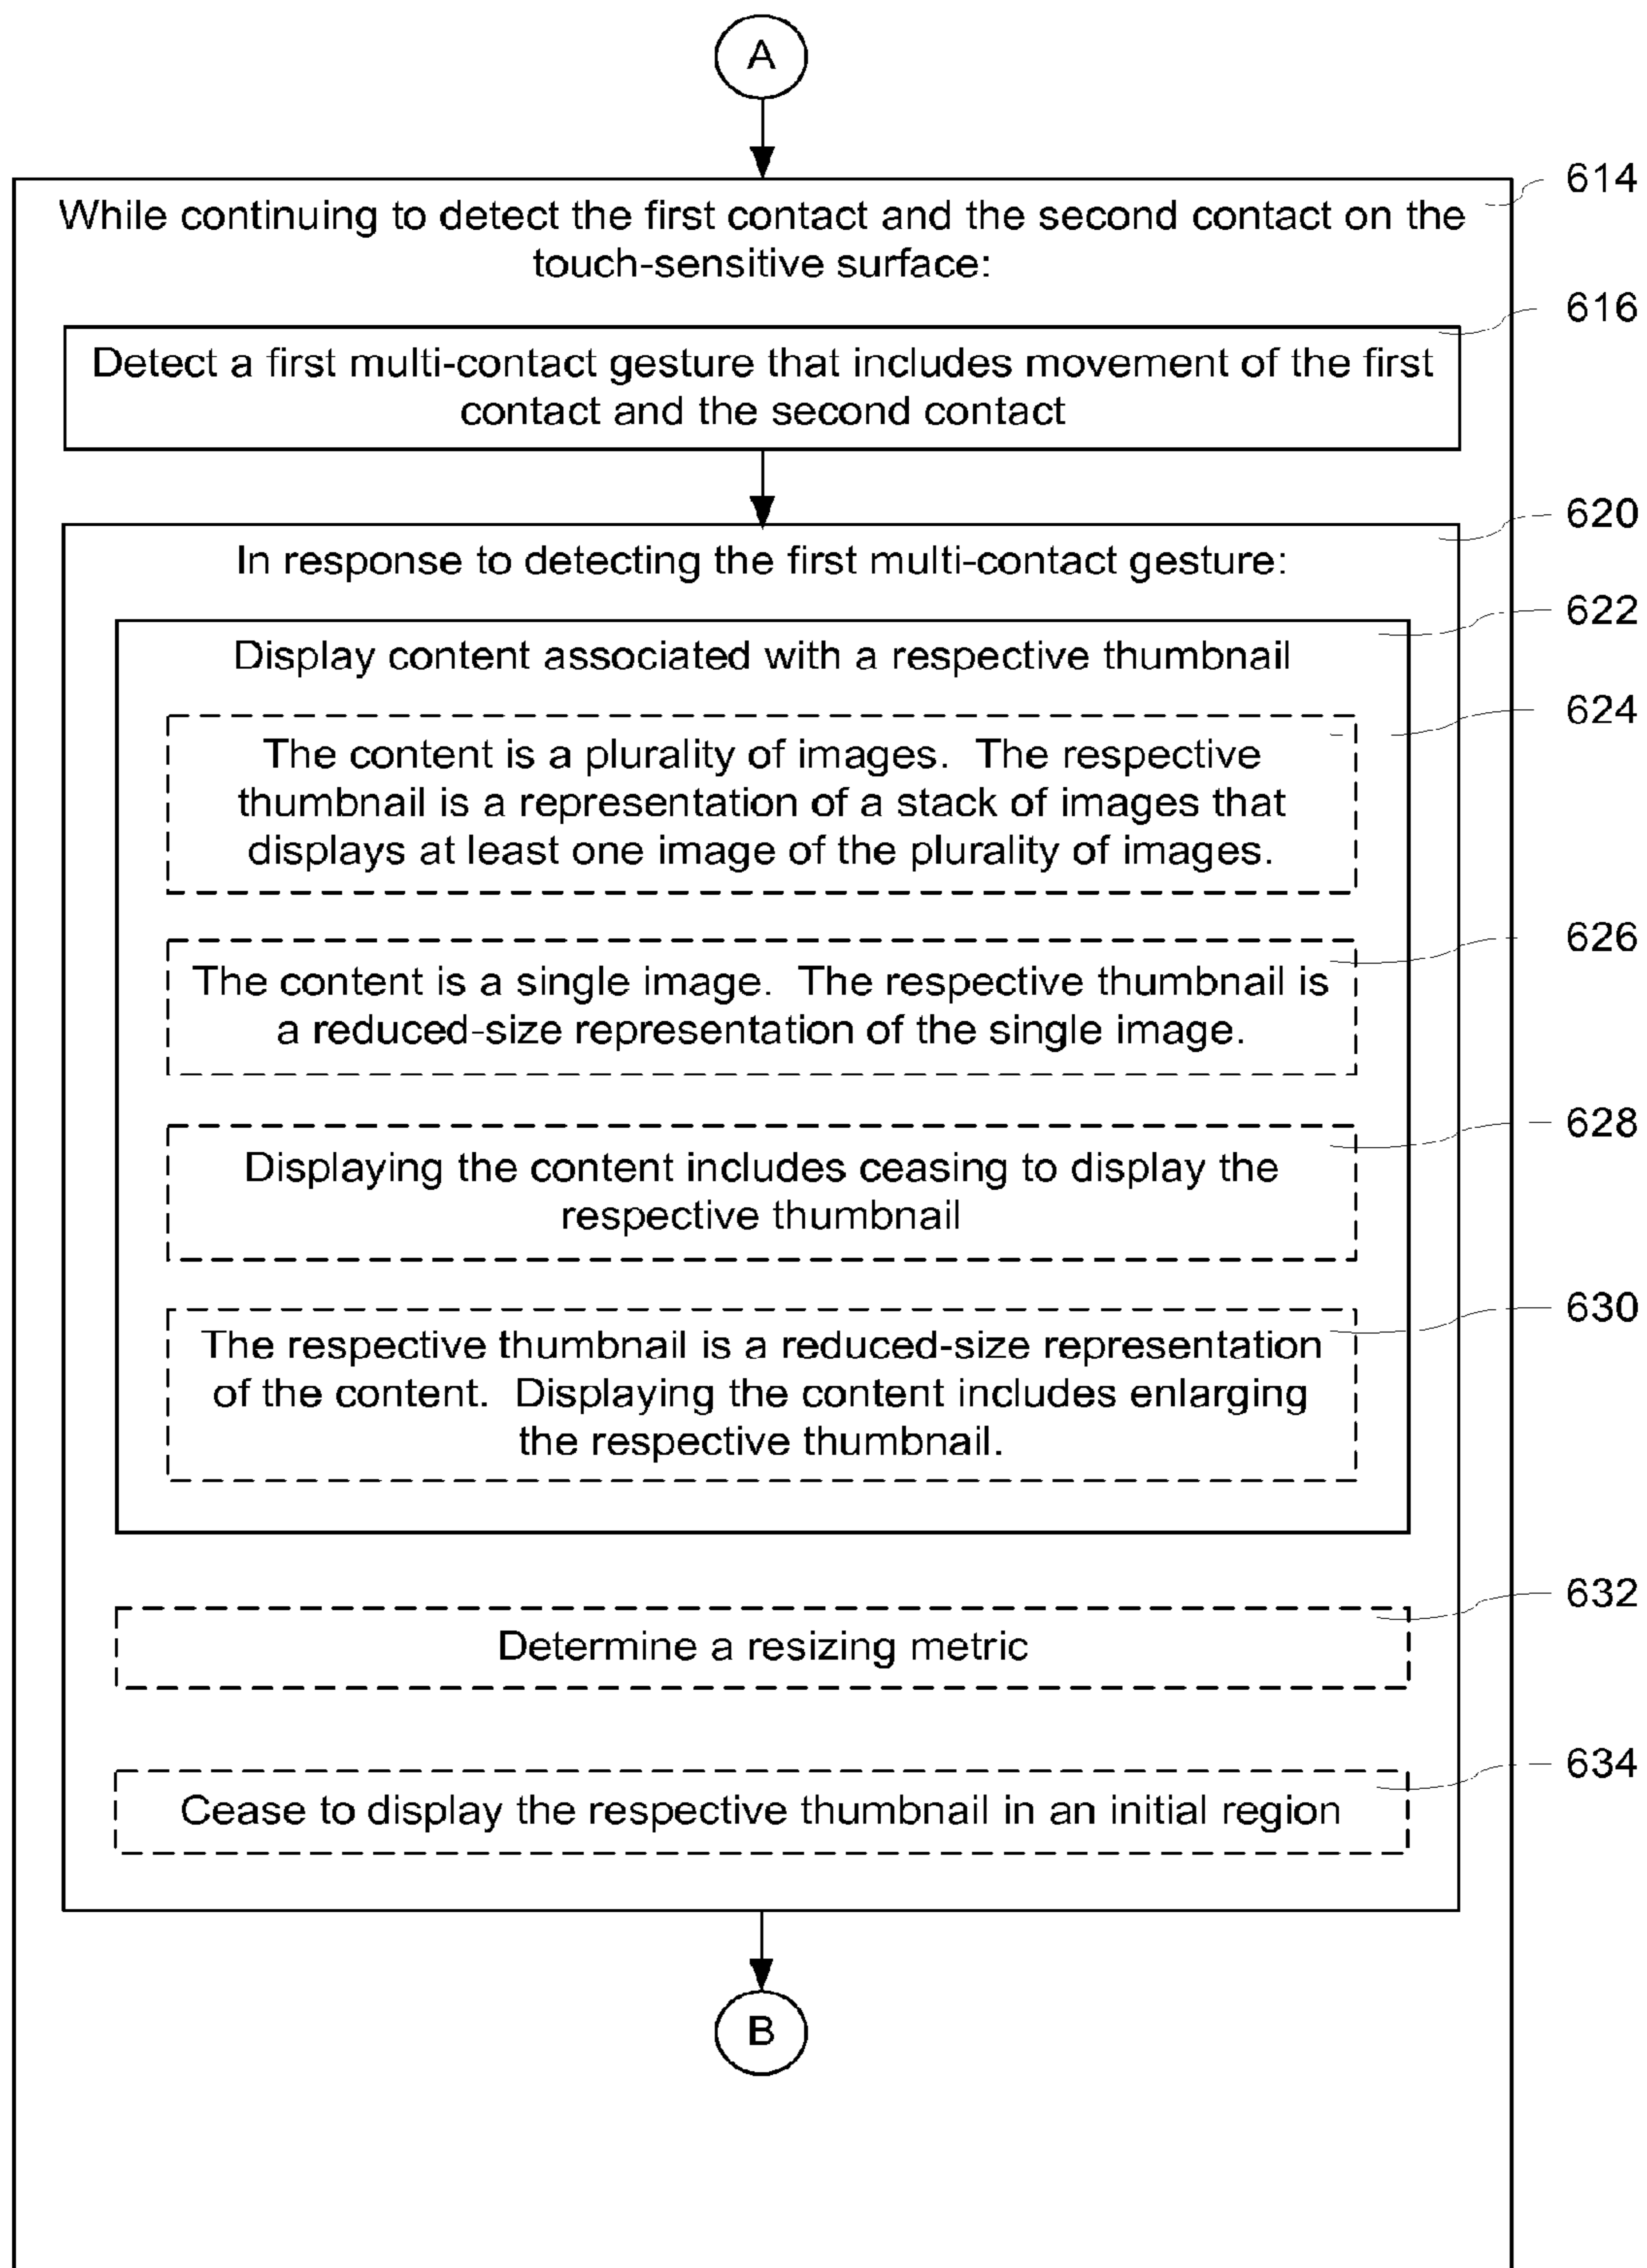 A
614
While continuing to detect the first contact and the second contact on the
touch-sensitive surface:
616
Detect a first multi-contact gesture that includes movement of the first
contact and the second contact
620
In response to detecting the first multi-contact gesture:
622
Display content associated with a respective thumbnail
624
The content is a plurality of images. The respective
thumbnail is a representation of a stack of images that
displays at least one image of the plurality of images.
626
The content is a single image. The respective thumbnail is
a reduced-size representation of the single image.
628
Displaying the content includes ceasing to display the
respective thumbnail
630
The respective thumbnail is a reduced-size representation
of the content. Displaying the content includes enlarging
the respective thumbnail.
632
Determine a resizing metric
634
Cease to display the respective thumbnail in an initial region
B